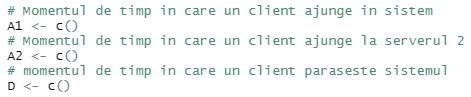 # Momentul de timp in care un client ajunge in sistem
A1 <- c()
# Momentul de timp in care un client ajunge la serverul 2
A2 <- c()
# momentul de timp in care un client paraseste sistemul
D <- c()